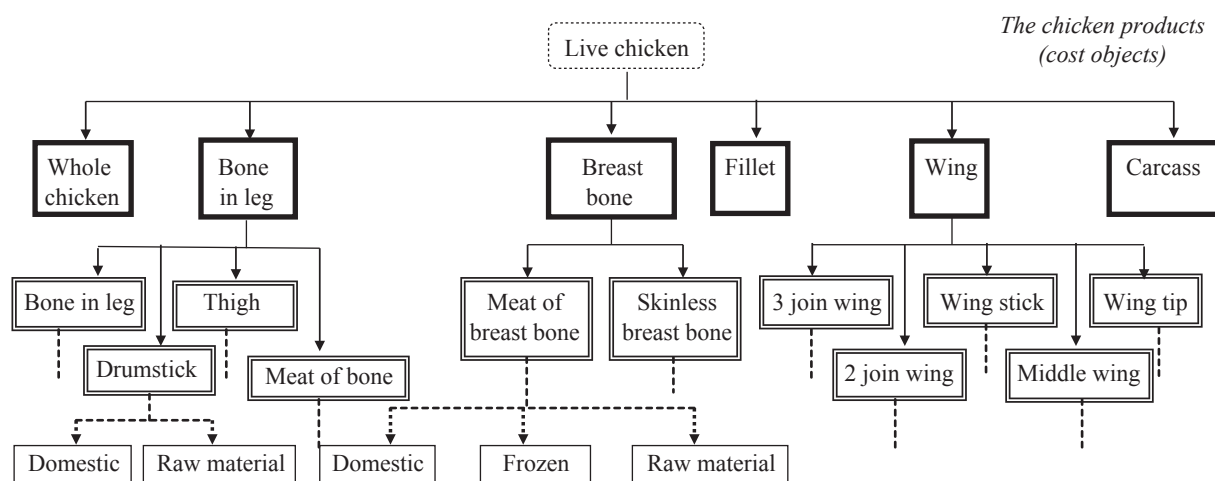 The chicken products
(cost objects)
Live chicken
Whole
chicken
Bone
in leg
Breast
bone
Fillet
Wing
Carcass
Bone in leg
Thigh
Drumstick
Meat of bone
Meat of
breast bone
Skinless
breast bone
3 join wing
Wing stick
Wing tip
2 join wing
Middle wing
Domestic
Raw material
Domestic
Frozen
Raw material